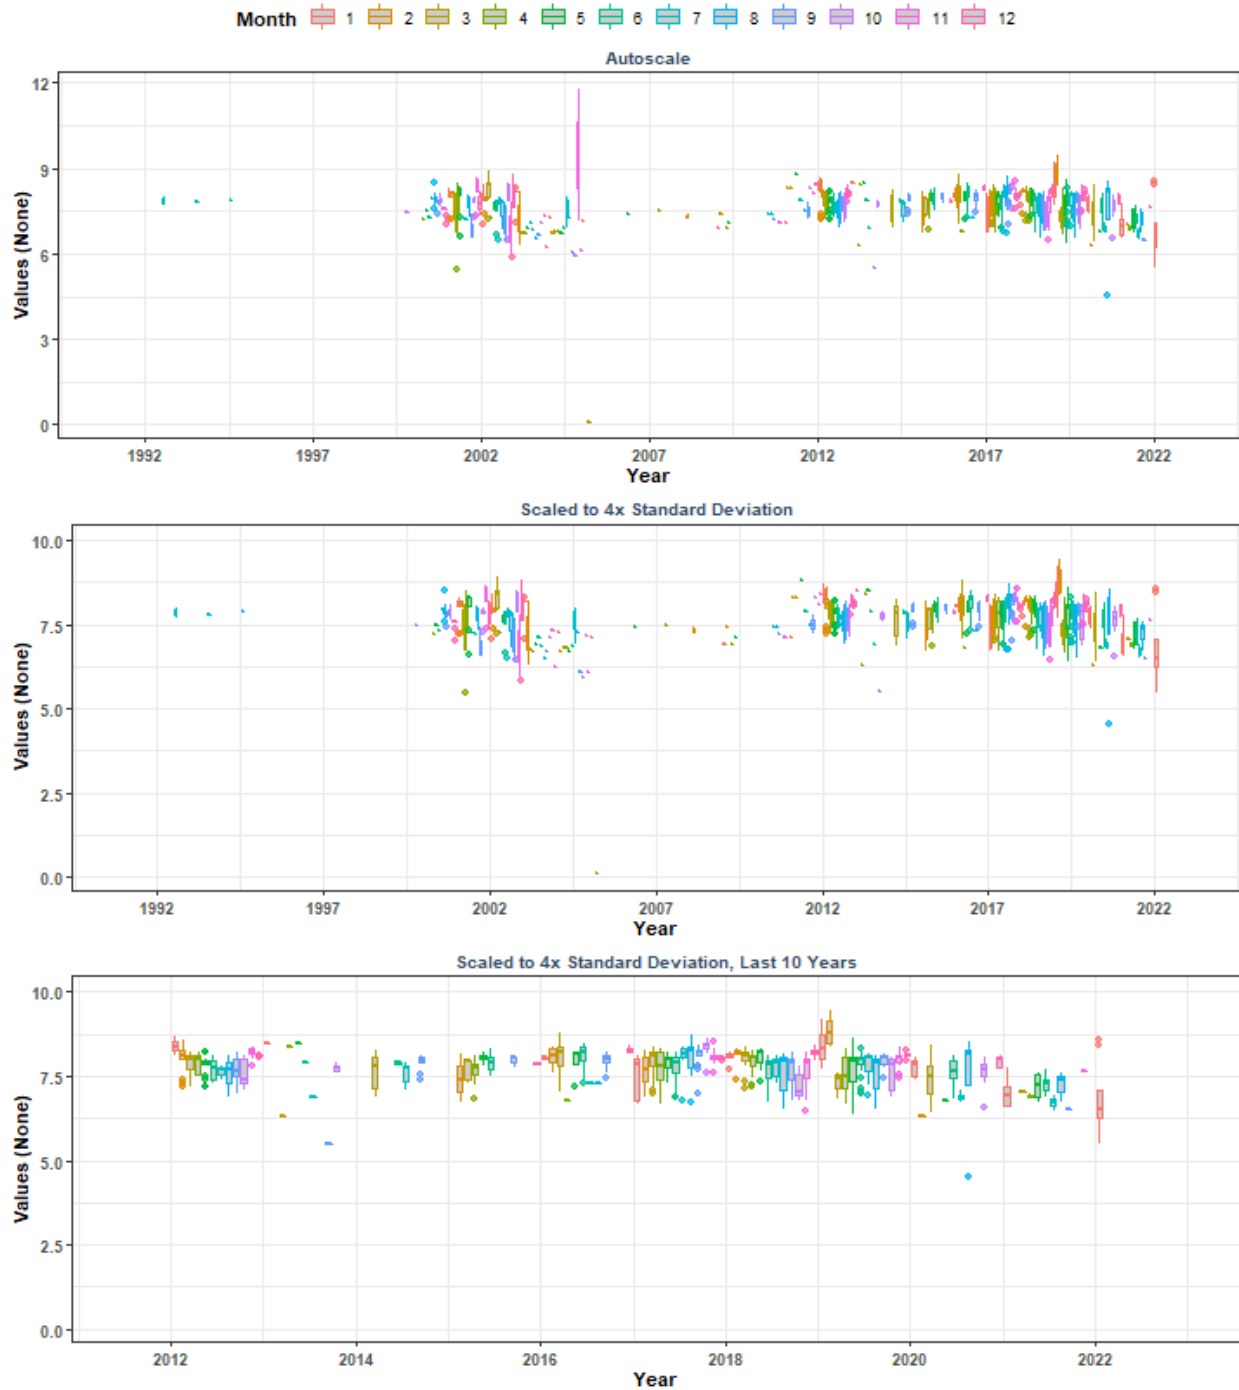 Month 1 2 3 4 5 6 7 8 9 10 11 12
Autoscale
Values (None)
12
9
6
3
0
1992 1997 2002 2007 2012 2017 2022
Year
Scaled to 4x Standard Deviation
Values (None)
10.0
7.5
5.0
2.5
0.0
1992 1997 2002 2007 2012 2017 2022
Year
Scaled to 4x Standard Deviation, Last 10 Years
Values (None)
10.0
7.5
5.0
2.5
0.0
2012 2014 2016 2018 2020 2022
Year